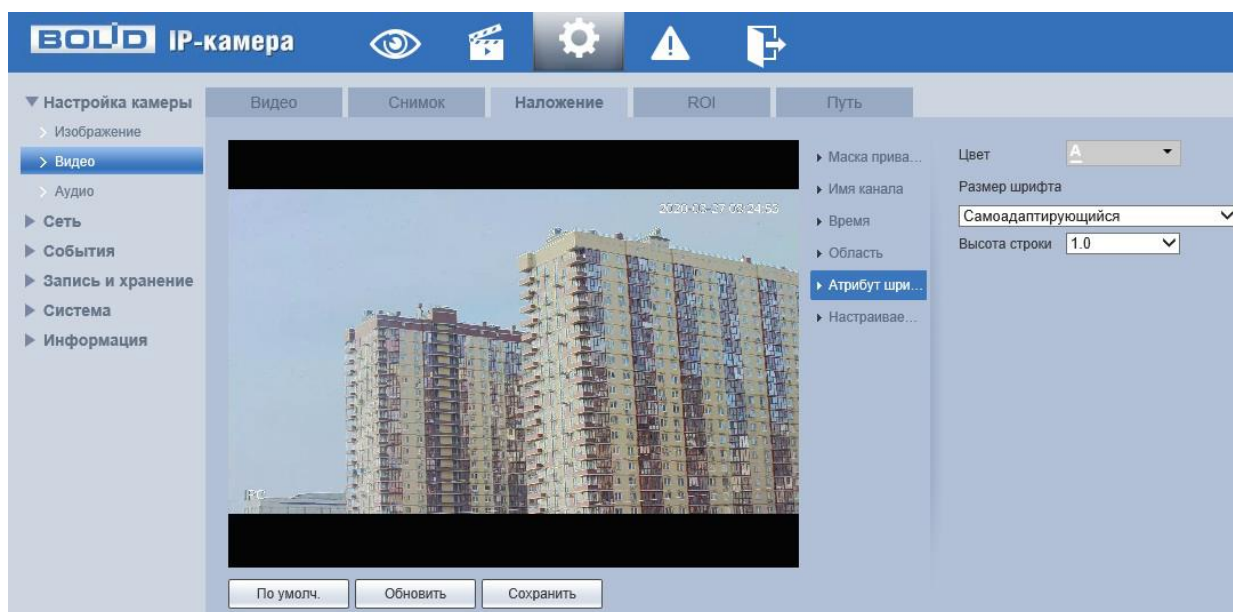 BOLID IP-камера
Настройка камеры
Изображение
Видео
Аудио
Сеть
События
Запись и хранение
Система
Информация
Видео
Снимок
Наложение
ROI
Путь
IPC
Маска прива...
Имя канала
Время
Область
Атрибут шри...
Настраивае...
Цвет
A
Размер шрифта
Самоадаптирующийся
Высота строки 1.0
По умолч.
Обновить
Сохранить